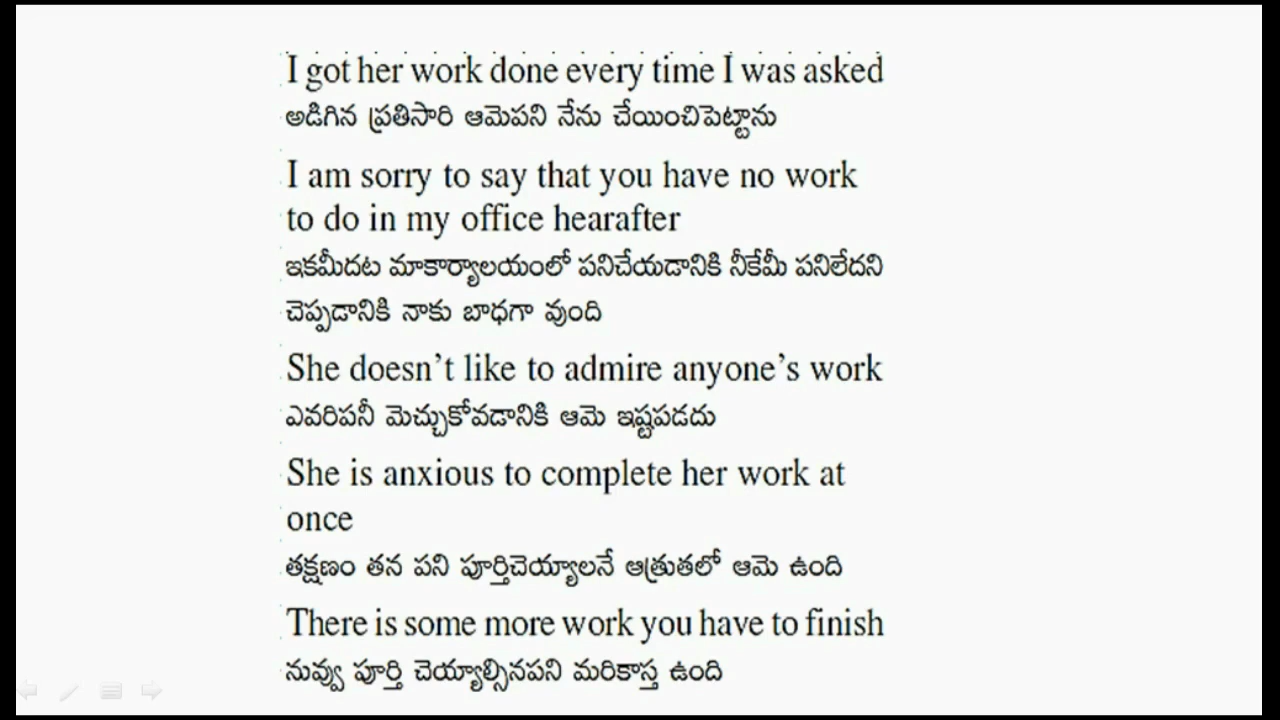 I got her work done every time I was asked
అడిగిన ప్రతిసారి ఆమెపని నేను చేయించిపెట్టాను
I am sorry to say that you have no work
to do in my office hearafter
ఇకమీదట మాకార్యాలయంలో పనిచేయడానికి నీకేమీ పనిలేదని
చెప్పడానికి నాకు బాధగా వుంది
She doesn’t like to admire anyone’s work
ఎవరిపనీ మెచ్చుకోవడానికి ఆమె ఇష్టపడదు
She is anxious to complete her work at
once
తక్షణం తన పని పూర్తిచెయ్యాలనే ఆత్రుతలో ఆమె ఉంది
There is some more work you have to finish
నువ్వు పూర్తి చెయ్యాల్సినపని మరికాస్త ఉంది